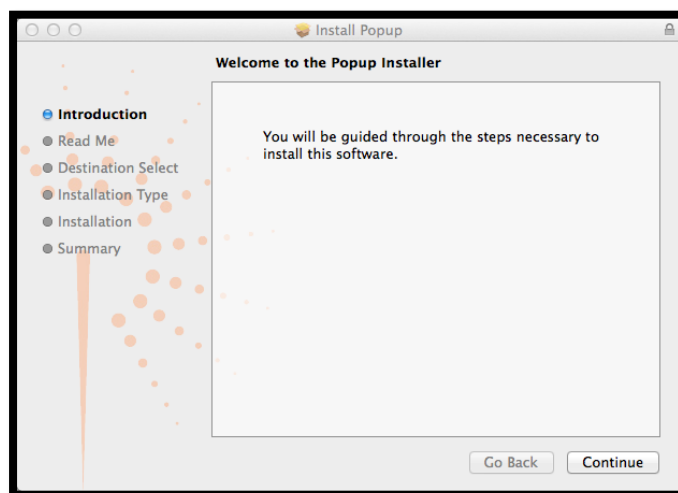 Install Popup
Welcome to the Popup Installer
Introduction
Read Me
Destination Select
Installation Type
Installation
Summary
You will be guided through the steps necessary to
install this software.
Go Back
Continue